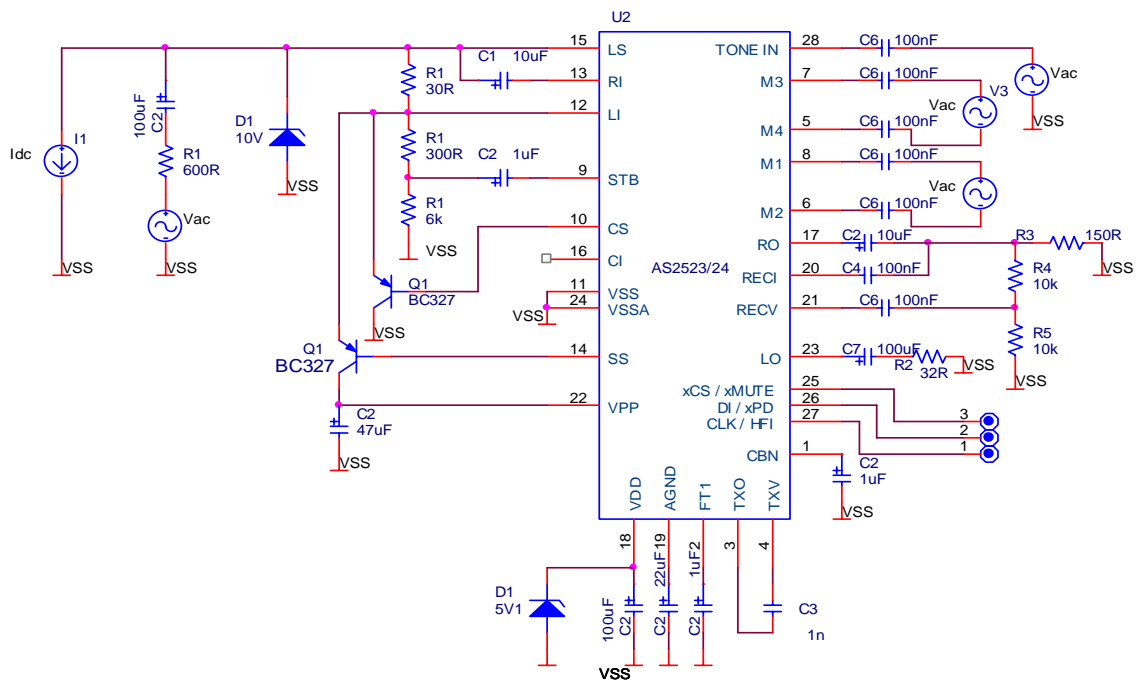 U2
AS2523/24
15
LS
13
RI
12
LI
9
STB
10
CS
16
CI
11
VSS
24
VSSA
14
SS
22
VPP
28
TONE IN
7
M3
5
M4
8
M1
6
M2
17
RO
20
RECI
21
RECV
23
LO
25
xCS / xMUTE
26
DI / xPD
27
CLK / HFI
1
CBN
VDD
18
AGND
19
FT1
2
TXO
3
TXV
4
I1
Idc
VSS
100uF
C2
R1
600R
Vac
VSS
D1
10V
VSS
R1
30R
C1
10uF
R1
300R
C2
1uF
R1
6k
VSS
Q1
BC327
VSS
VSS
Q1
BC327
C2
47uF
VSS
C6
100nF
Vac
VSS
C6
100nF
Vac
V3
C6
100nF
C6
100nF
Vac
C6
100nF
C2
10uF
R3
150R
VSS
C4
100nF
R4
10k
C6
100nF
R5
10k
VSS
C7
100uF
R2
32R
VSS
3
2
1
C2
1uF
VSS
D1
5V1
100uF
C2
22uF
C2
1uF
C2
C3
1n
VSS